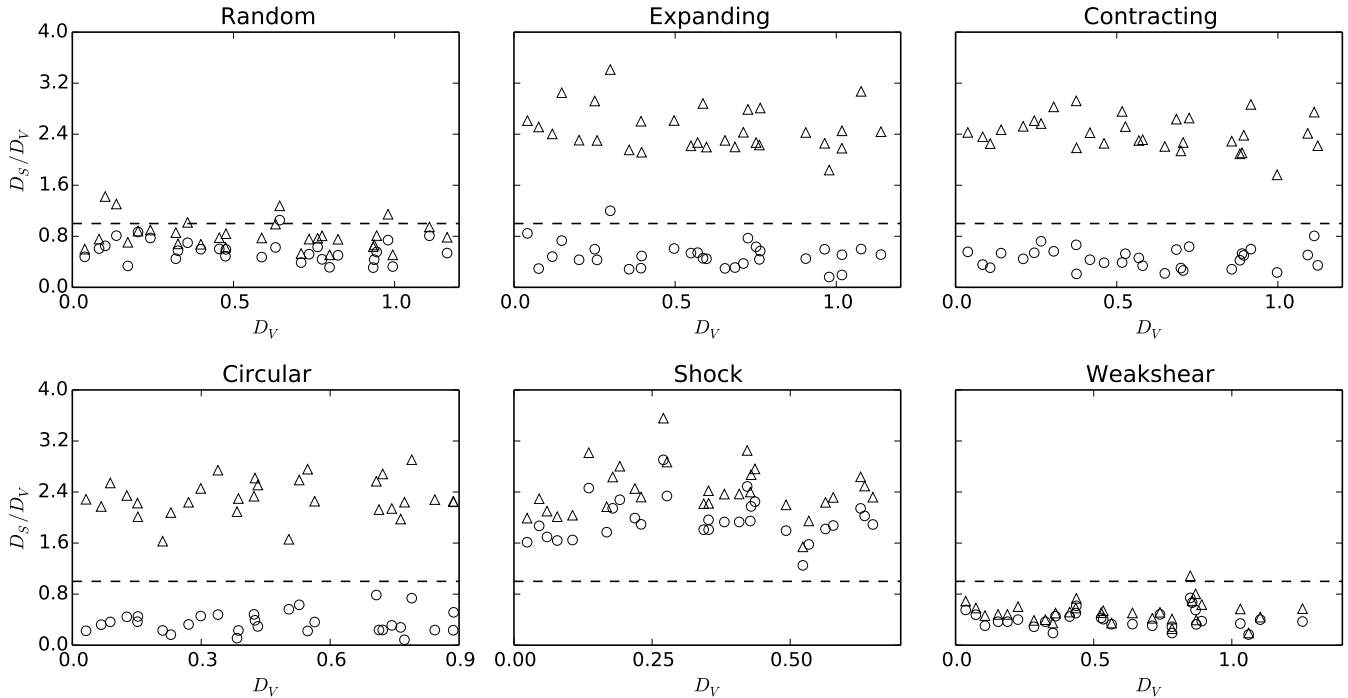 Random Expanding Contracting
4.0
3.2
2.4
1.6
0.8
0.0
D_S/D_V
0.0 0.5 1.0 0.0 0.5 1.0 0.0 0.5 1.0
D_V D_V D_V
Circular Shock Weakshear
4.0
3.2
2.4
1.6
0.8
0.0
D_S/D_V
0.0 0.3 0.6 0.9 0.00 0.25 0.50 0.0 0.5 1.0
D_V D_V D_V